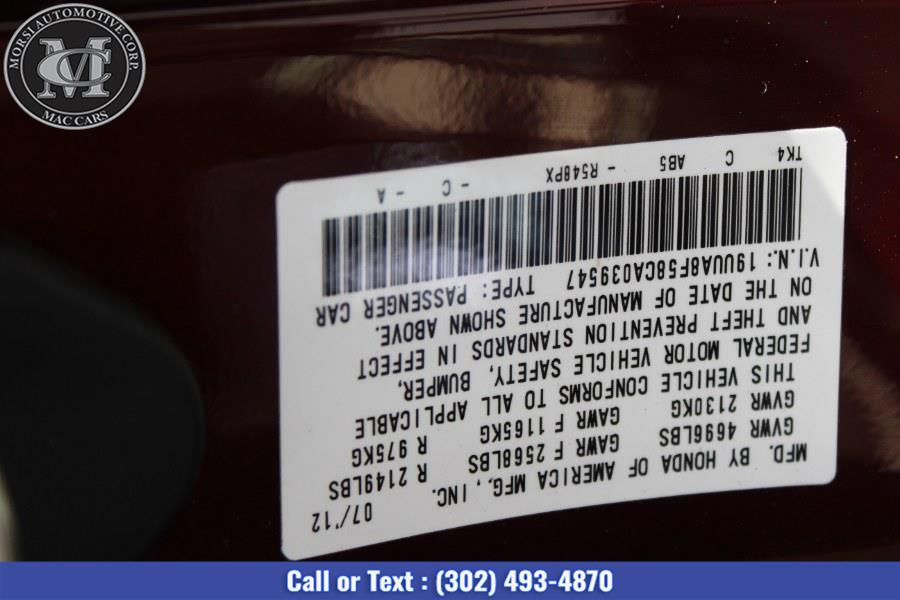 MORSI AUTOMOTIVE CORP.
MC
MAC CARS
MFD. BY HONDA OF AMERICA MFG., INC. 07/'12
GVWR 4696LBS GAWR F 2568LBS R 2149LBS
GVWR 2130KG GAWR F 1165KG R 975KG
THIS VEHICLE CONFORMS TO ALL APPLICABLE
FEDERAL MOTOR VEHICLE SAFETY, BUMPER,
AND THEFT PREVENTION STANDARDS IN EFFECT
ON THE DATE OF MANUFACTURE SHOWN ABOVE.
V.I.N.: 19UUA8F58CA039547 TYPE: PASSENGER CAR
TK4 C AB5 - R548PX - C - A
Call or Text : (302) 493-4870